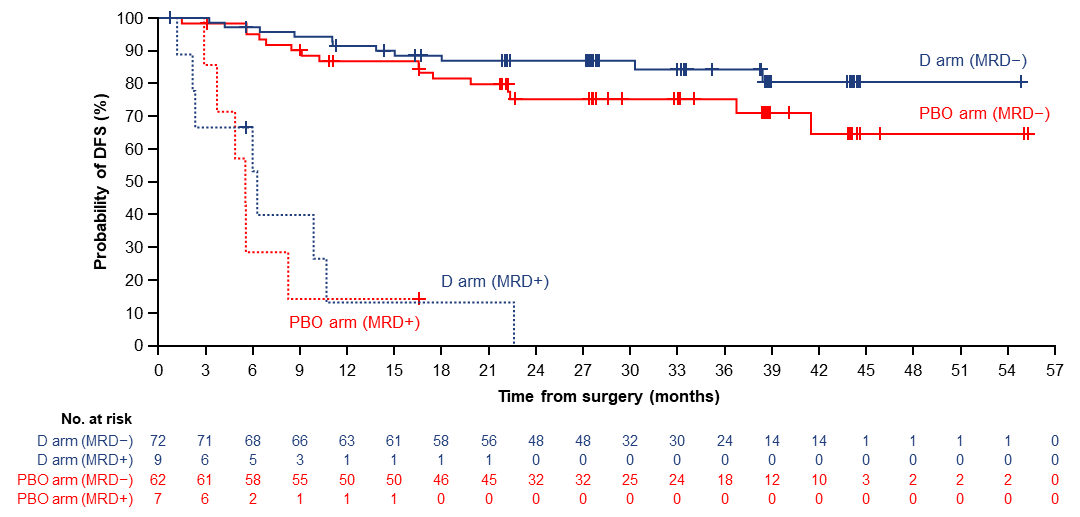 Probability of DFS (%)
100
90
80
70
60
50
40
30
20
10
0
D arm (MRD−)
PBO arm (MRD−)
D arm (MRD+)
PBO arm (MRD+)
0 3 6 9 12 15 18 21 24 27 30 33 36 39 42 45 48 51 54 57
Time from surgery (months)
No. at risk
D arm (MRD−) 72 71 68 66 63 61 58 56 48 48 32 30 24 14 14 1 1 1 1 0
D arm (MRD+) 9 6 5 3 1 1 1 1 0 0 0 0 0 0 0 0 0 0 0 0
PBO arm (MRD−) 62 61 58 55 50 50 46 45 32 32 25 24 18 12 10 3 2 2 2 0
PBO arm (MRD+) 7 6 2 1 1 1 0 0 0 0 0 0 0 0 0 0 0 0 0 0